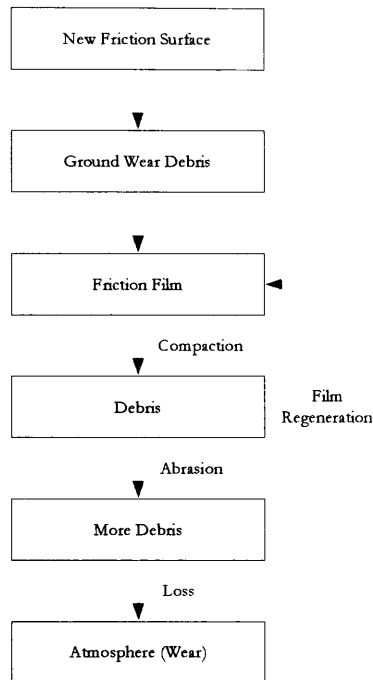 New Friction Surface
Ground Wear Debris
Friction Film
Compaction
Debris
Film
Regeneration
Abrasion
More Debris
Loss
Atmosphere (Wear)